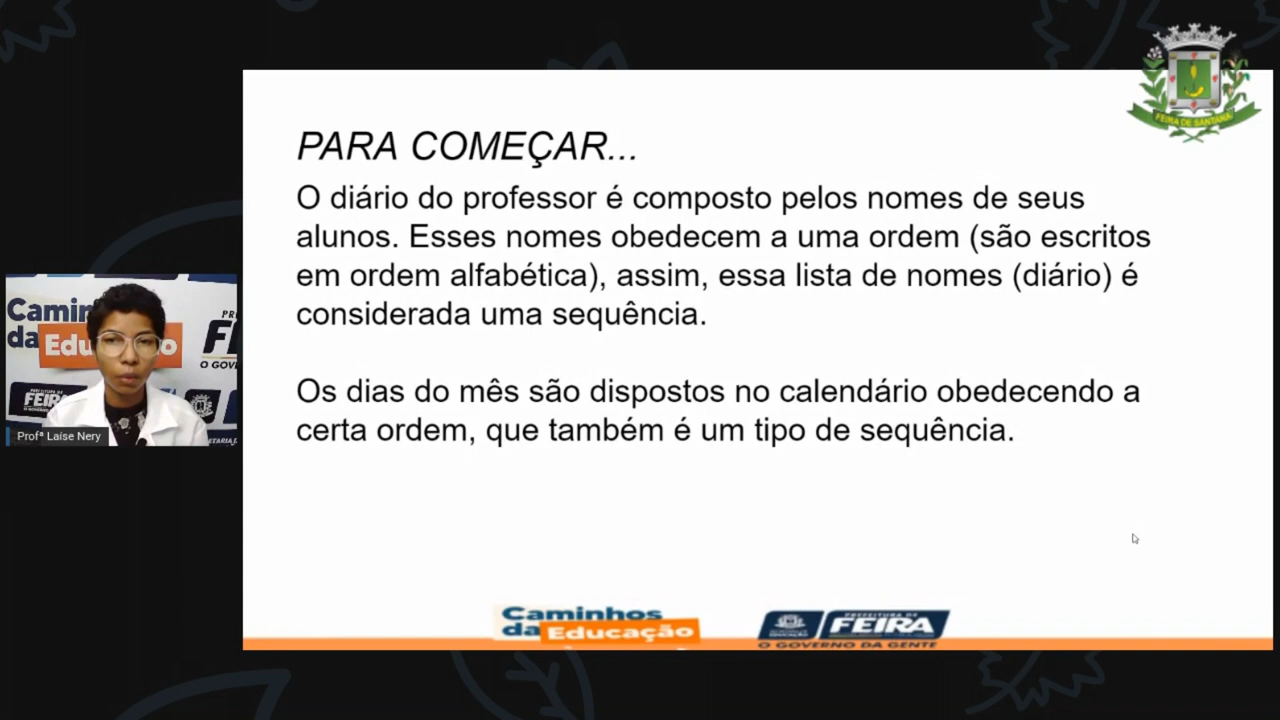 FEIRA DE SANTANA
PARA COMEÇAR...
O diário do professor é composto pelos nomes de seus
alunos. Esses nomes obedecem a uma ordem (são escritos
em ordem alfabética), assim, essa lista de nomes (diário) é
considerada uma sequência.
Os dias do mês são dispostos no calendário obedecendo a
certa ordem, que também é um tipo de sequência.
Profª Laíse Nery
Caminhos
da Educação
PREFEITURA DE
FEIRA
O GOVERNO DA GENTE